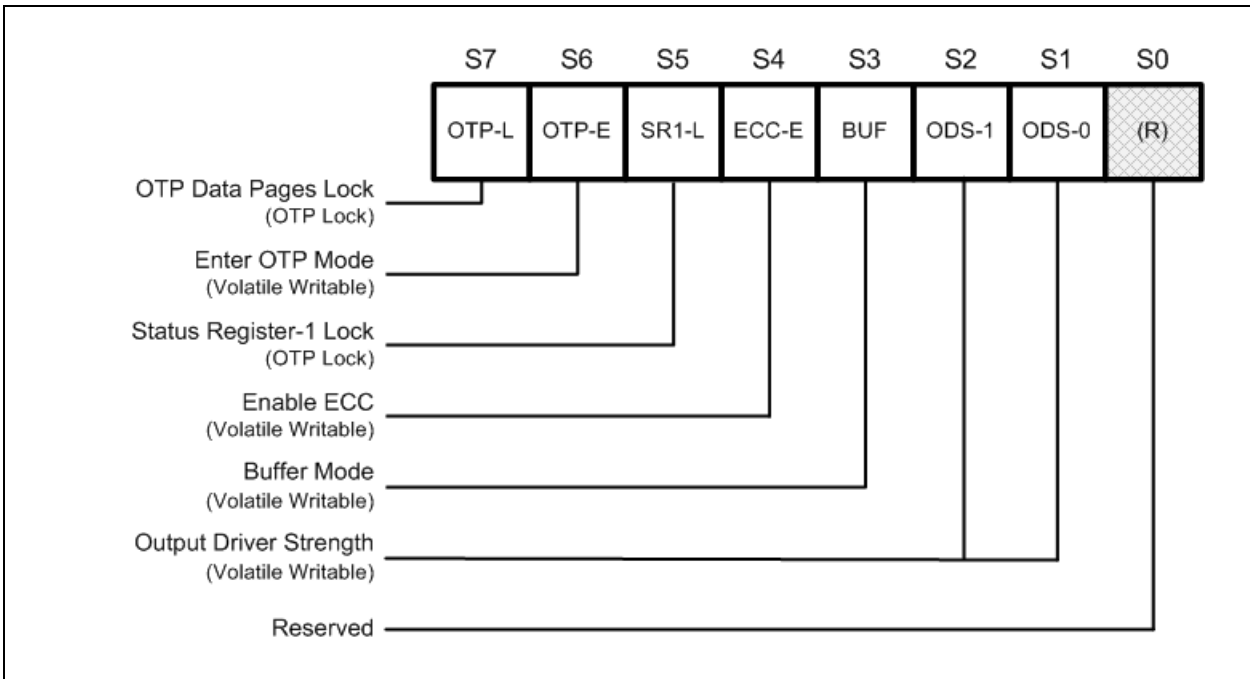 S7 S6 S5 S4 S3 S2 S1 S0
OTP-L OTP-E SR1-L ECC-E BUF ODS-1 ODS-0 (R)
OTP Data Pages Lock
(OTP Lock)
Enter OTP Mode
(Volatile Writable)
Status Register-1 Lock
(OTP Lock)
Enable ECC
(Volatile Writable)
Buffer Mode
(Volatile Writable)
Output Driver Strength
(Volatile Writable)
Reserved